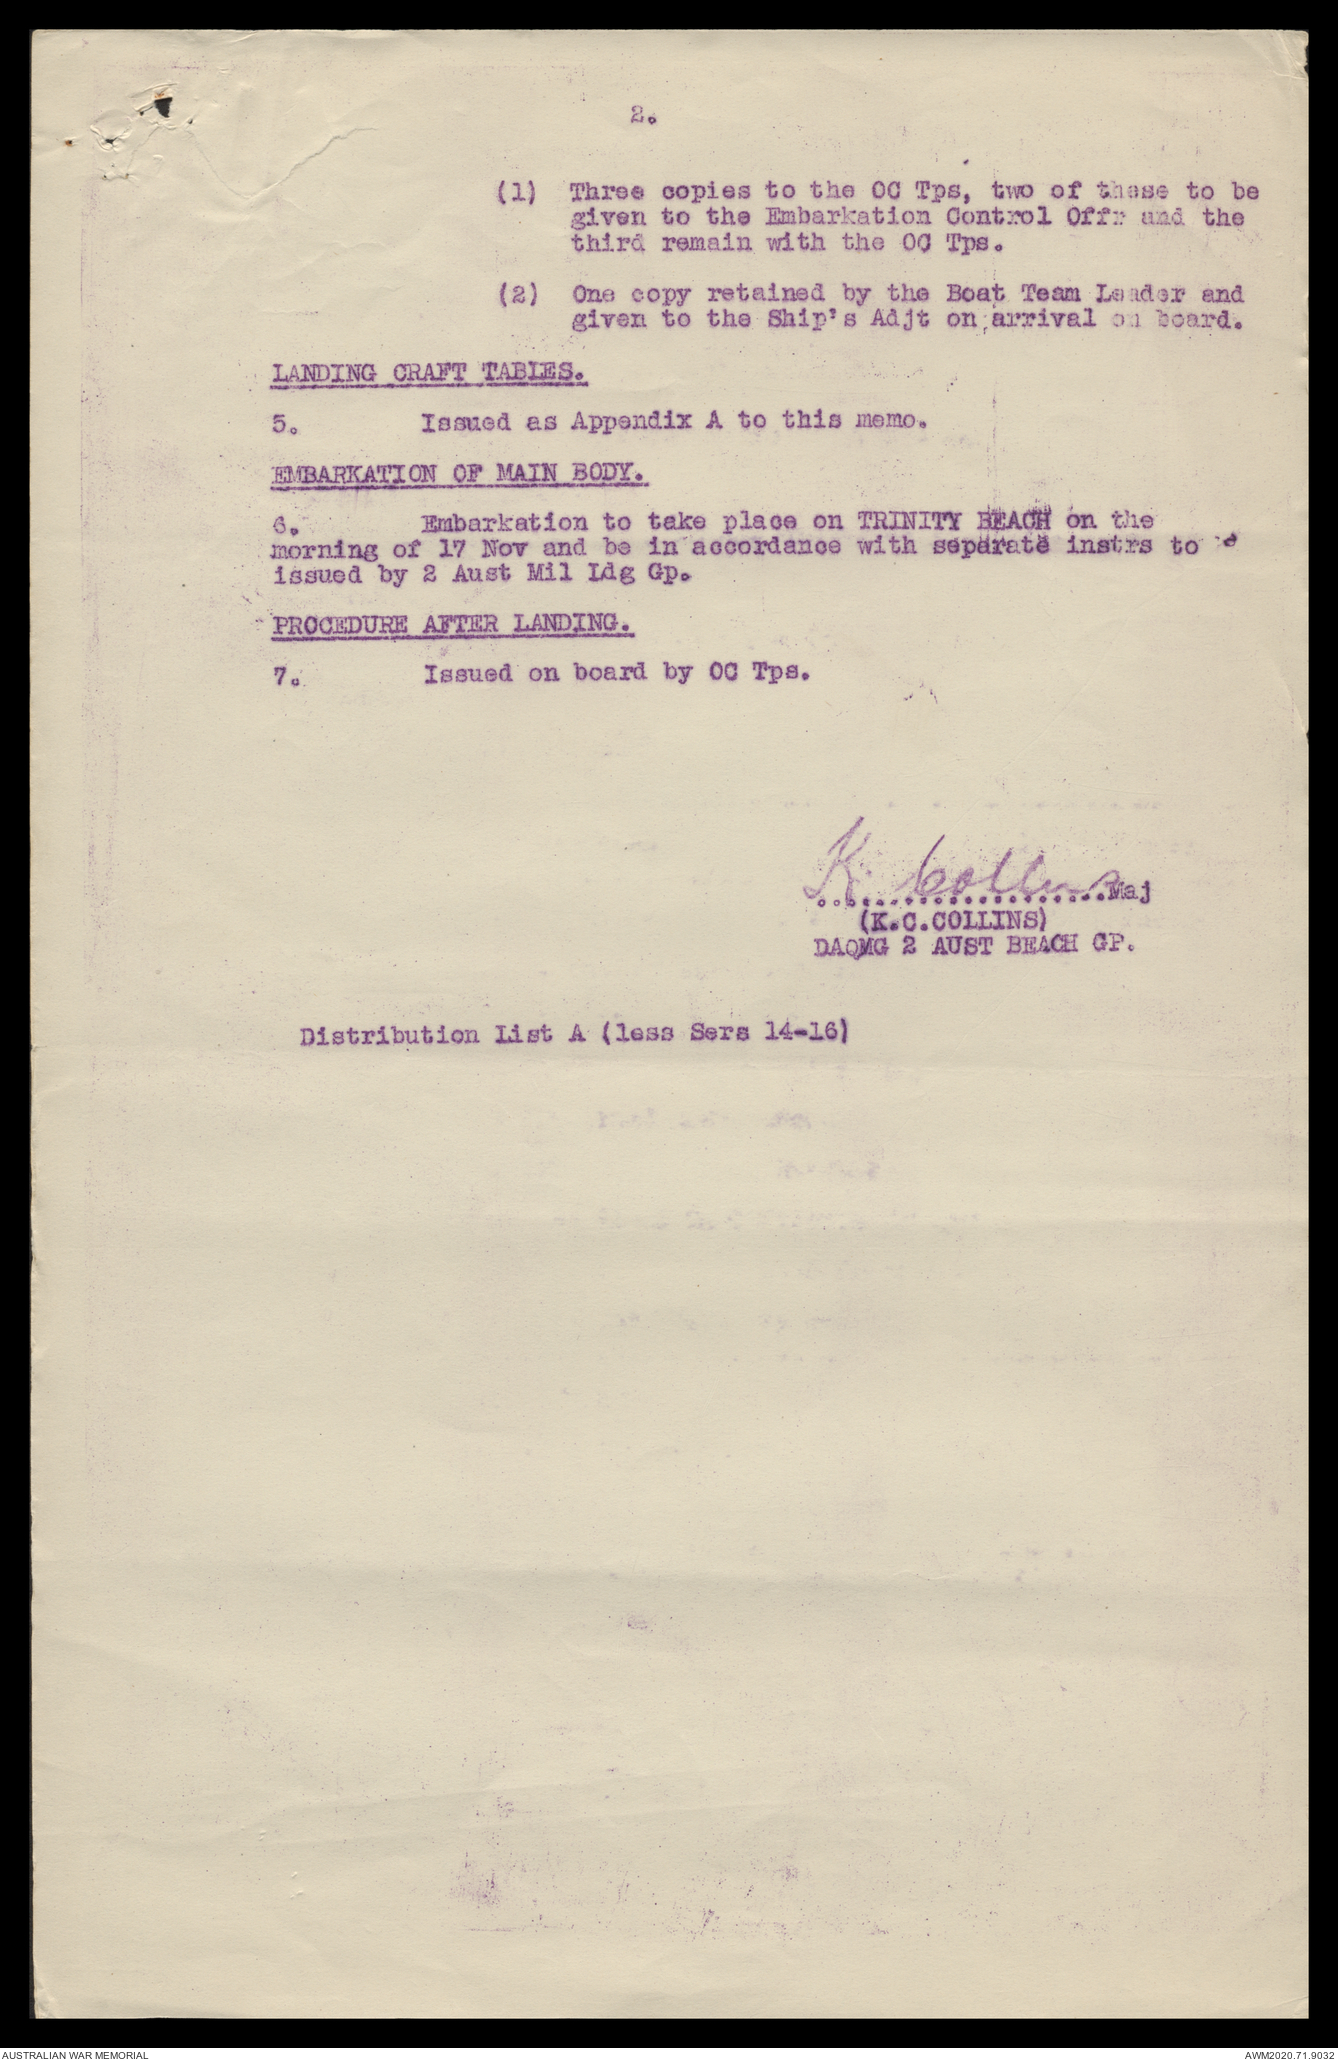 2.
(1) Three copies to the OC Tps, two of these to be
given to the Embarkation Control Offr and the
third remain with the OC Tps.
(2) One copy retained by the Boat Team Leader and
given to the Ship's Adjt on arrival on board.
LANDING CRAFT TABLES.
5. Issued as Appendix A to this memo.
EMBARKATION OF MAIN BODY.
6. Embarkation to take place on TRINITY BEACH on the
morning of 17 Nov and be in accordance with separate instrs to be
issued by 2 Aust Mil Ldg Gp.
PROCEDURE AFTER LANDING.
7. Issued on board by OC Tps.
K. Collins
....................Maj
(K.C.COLLINS)
DAQMG 2 AUST BEACH GP.
Distribution List A (less Sers 14-16)
AUSTRALIAN WAR MEMORIAL
AWM2020.71.9032